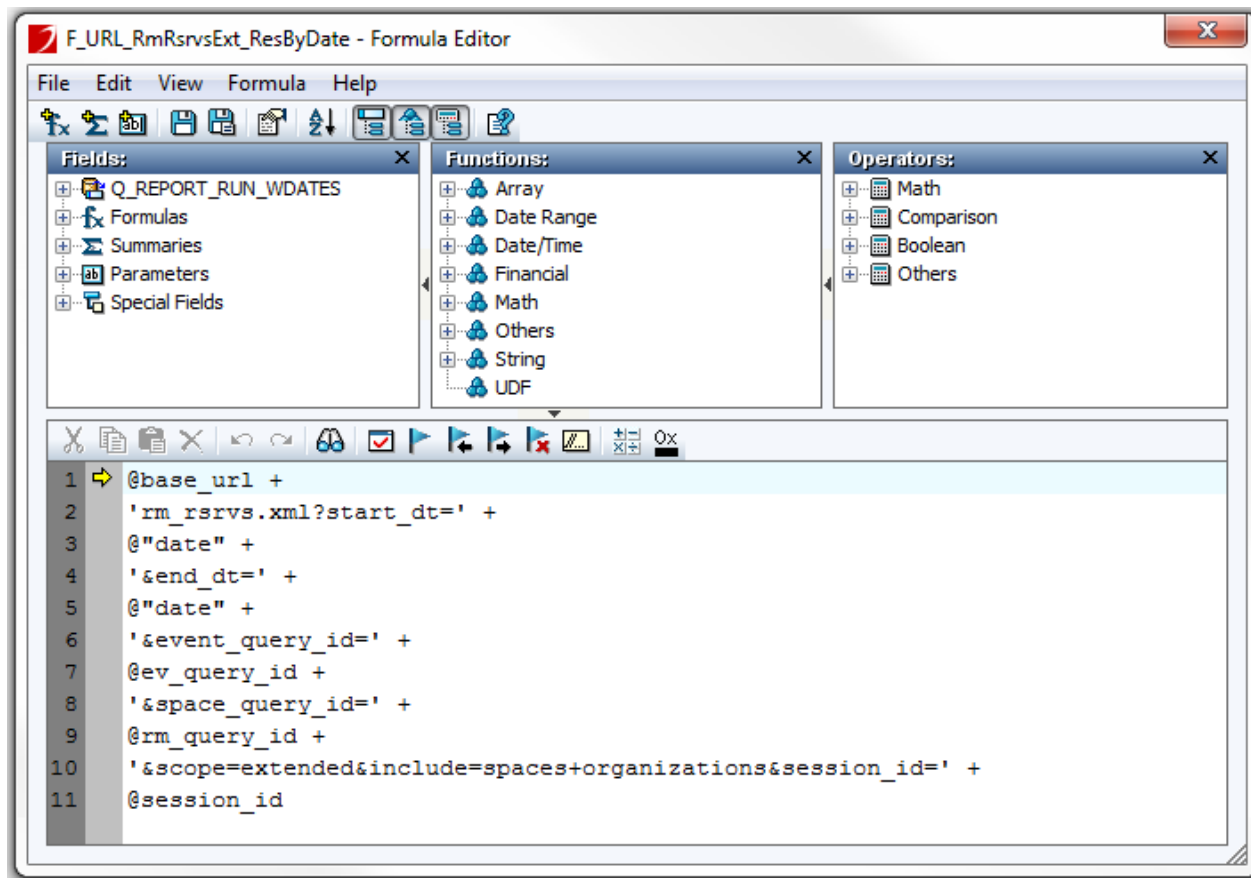 F_URL_RmRsrvsExt_ResByDate - Formula Editor
File Edit View Formula Help
Fields:
Q_REPORT_RUN_WDATES
Formulas
Summaries
Parameters
Special Fields
Functions:
Array
Date Range
Date/Time
Financial
Math
Others
String
UDF
Operators:
Math
Comparison
Boolean
Others
1 @base_url +
2 'rm_rsrvs.xml?start_dt=' +
3 @"date" +
4 '&end_dt=' +
5 @"date" +
6 '&event_query_id=' +
7 @ev_query_id +
8 '&space_query_id=' +
9 @rm_query_id +
10 '&scope=extended&include=spaces+organizations&session_id=' +
11 @session_id